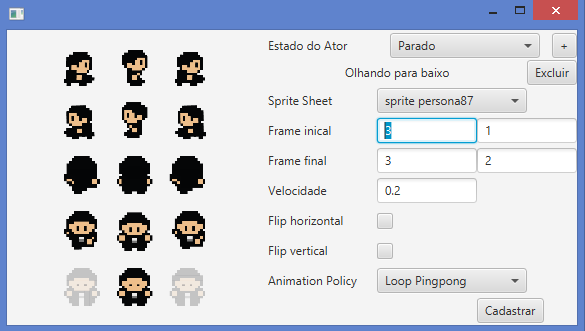 Estado do Ator Parado +
Olhando para baixo Excluir
Sprite Sheet sprite persona87
Frame inical 3 1
Frame final 3 2
Velocidade 0.2
Flip horizontal
Flip vertical
Animation Policy Loop Pingpong
Cadastrar